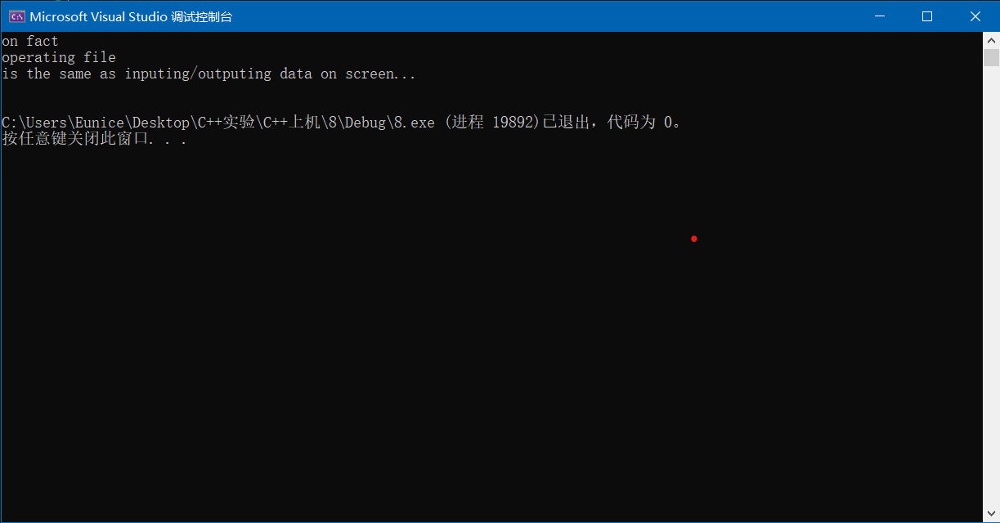 Microsoft Visual Studio 调试控制台
on fact
operating file
is the same as inputing/outputing data on screen...
C:\Users\Eunice\Desktop\C++实验\C++上机\8\Debug\8.exe (进程 19892)已退出，代码为 0。
按任意键关闭此窗口. . .